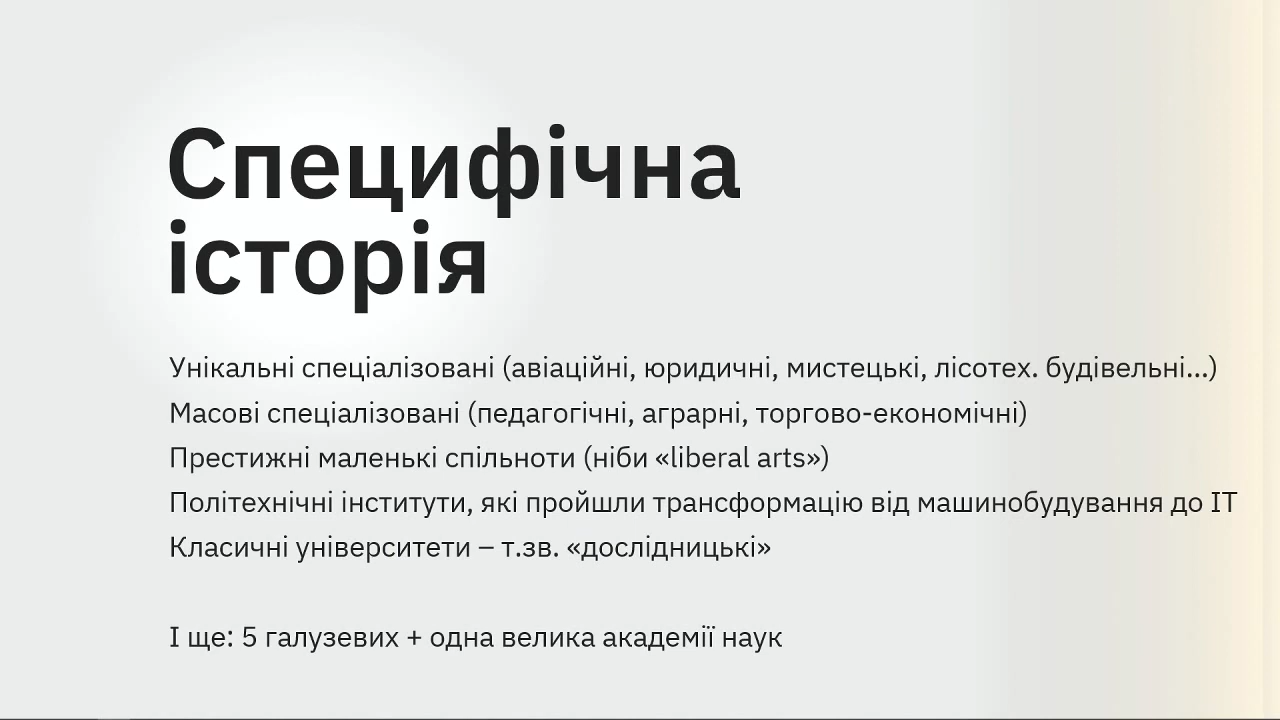 Специфічна
історія
Унікальні спеціалізовані (авіаційні, юридичні, мистецькі, лісотех. будівельні...)
Масові спеціалізовані (педагогічні, аграрні, торгово-економічні)
Престижні маленькі спільноти (ніби «liberal arts»)
Політехнічні інститути, які пройшли трансформацію від машинобудування до ІТ
Класичні університети – т.зв. «дослідницькі»
І ще: 5 галузевих + одна велика академії наук